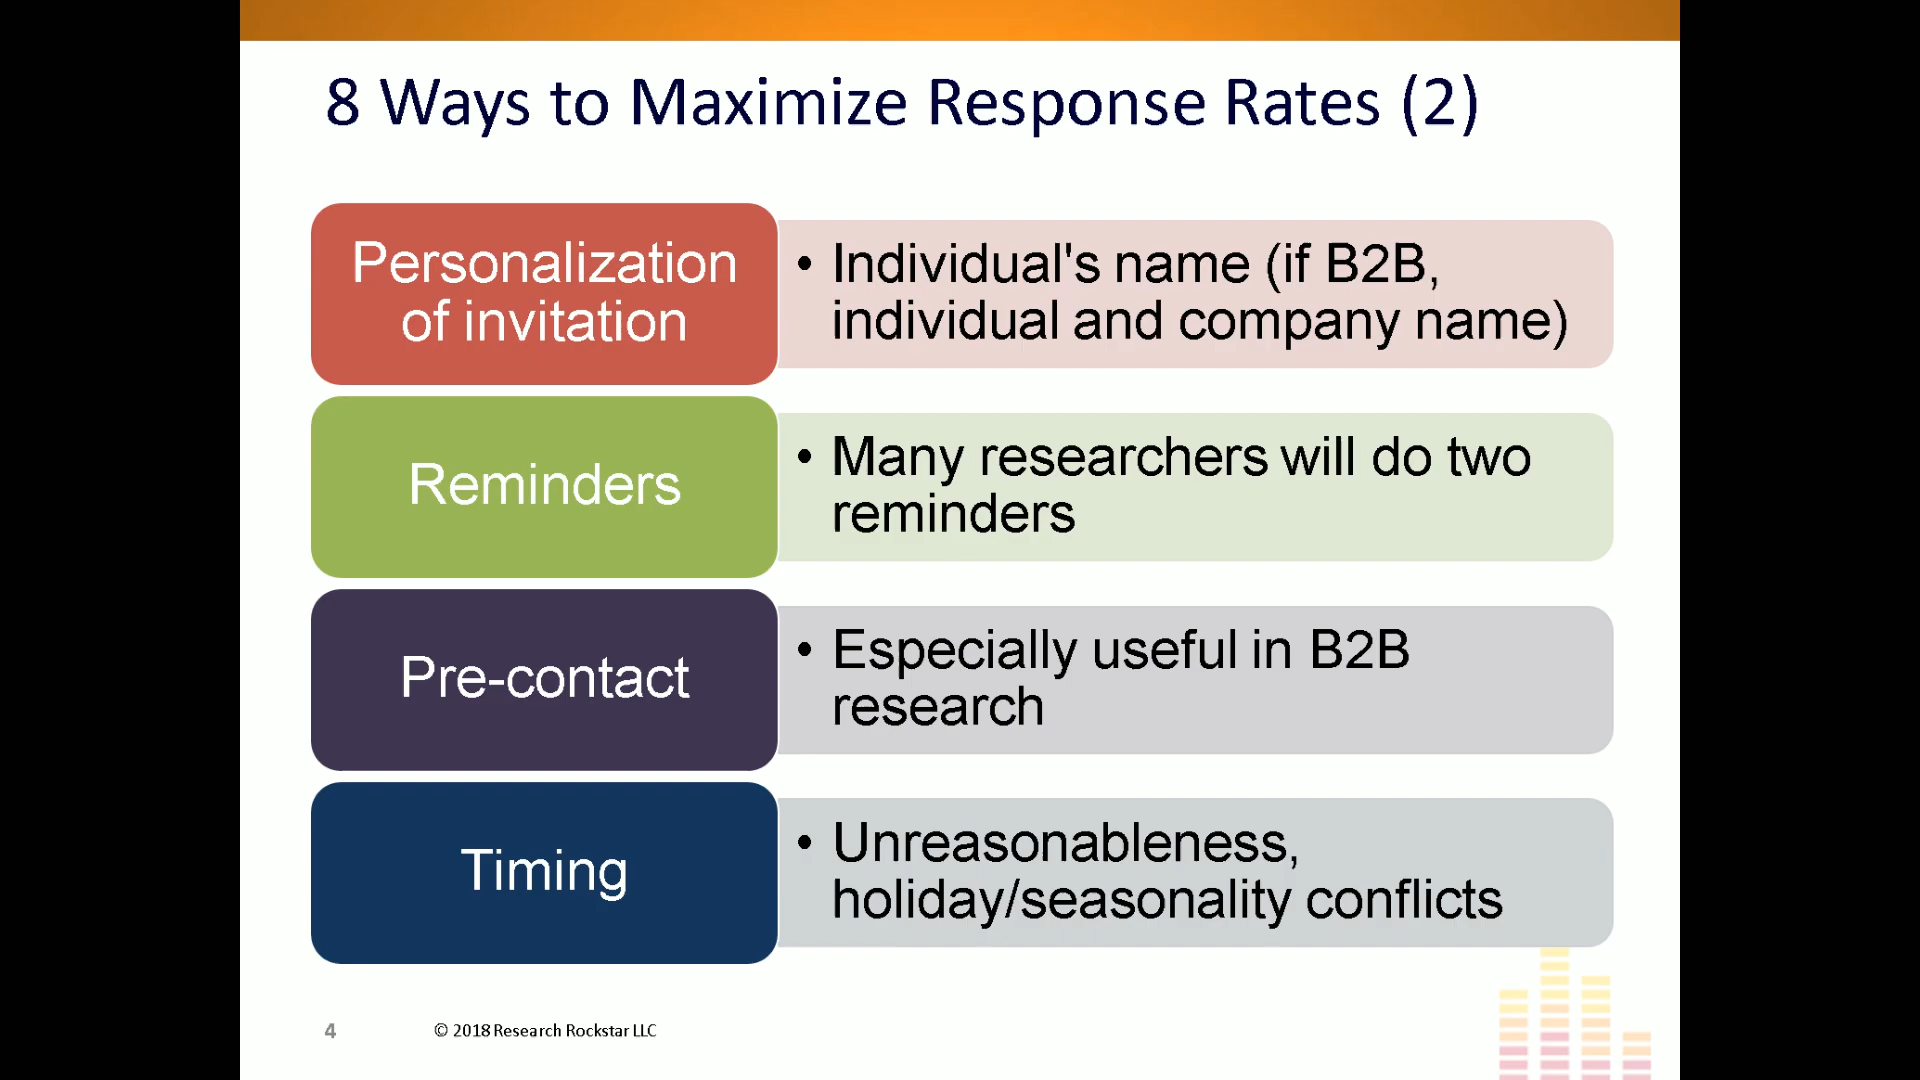 8 Ways to Maximize Response Rates (2)
Personalization
of invitation
• Individual's name (if B2B,
individual and company name)
Reminders
• Many researchers will do two
reminders
Pre-contact
• Especially useful in B2B
research
Timing
• Unreasonableness,
holiday/seasonality conflicts
4
© 2018 Research Rockstar LLC